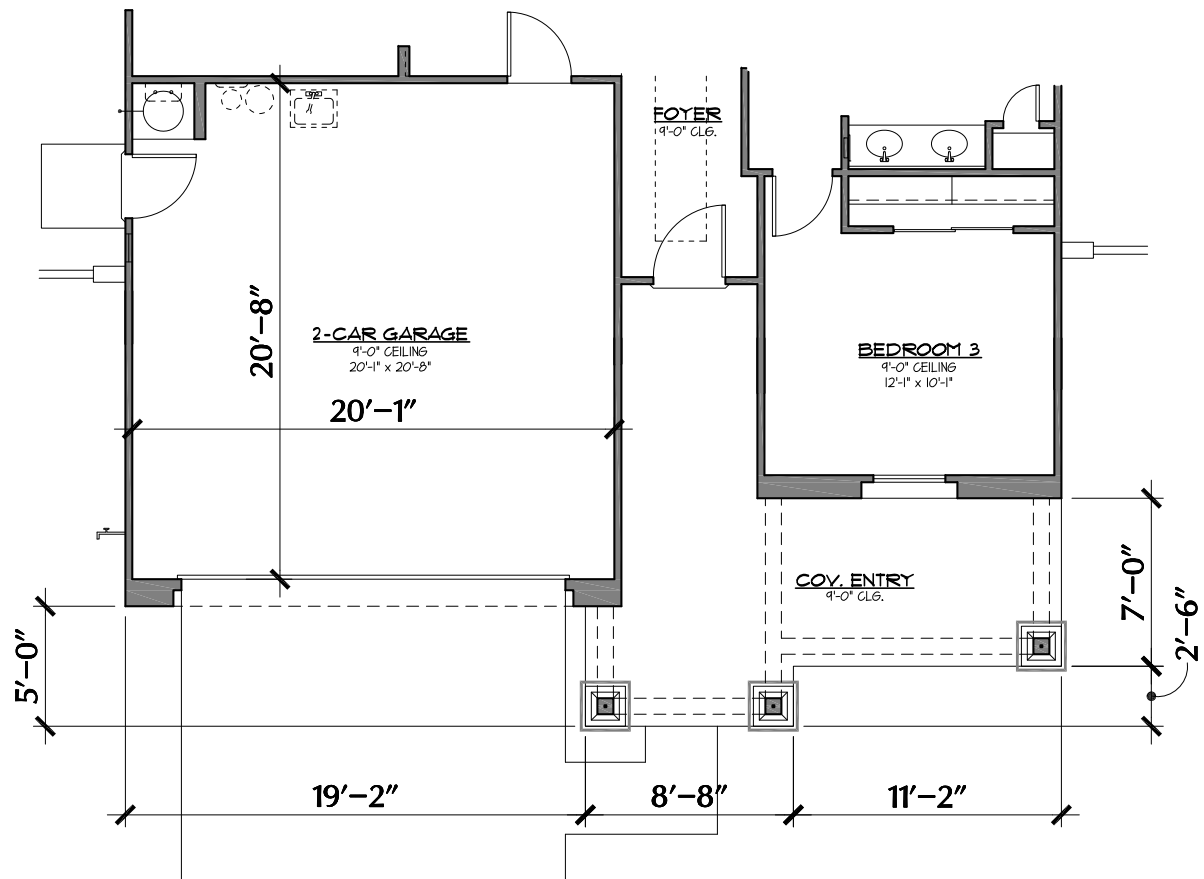 FOYER
9'-0" CLG.
2-CAR GARAGE
9'-0" CEILING
20'-1" x 20'-8"
20'-8"
20'-1"
BEDROOM 3
9'-0" CEILING
12'-1" x 10'-1"
COV. ENTRY
9'-0" CLG.
7'-0"
2'-6"
5'-0"
19'-2"
8'-8"
11'-2"